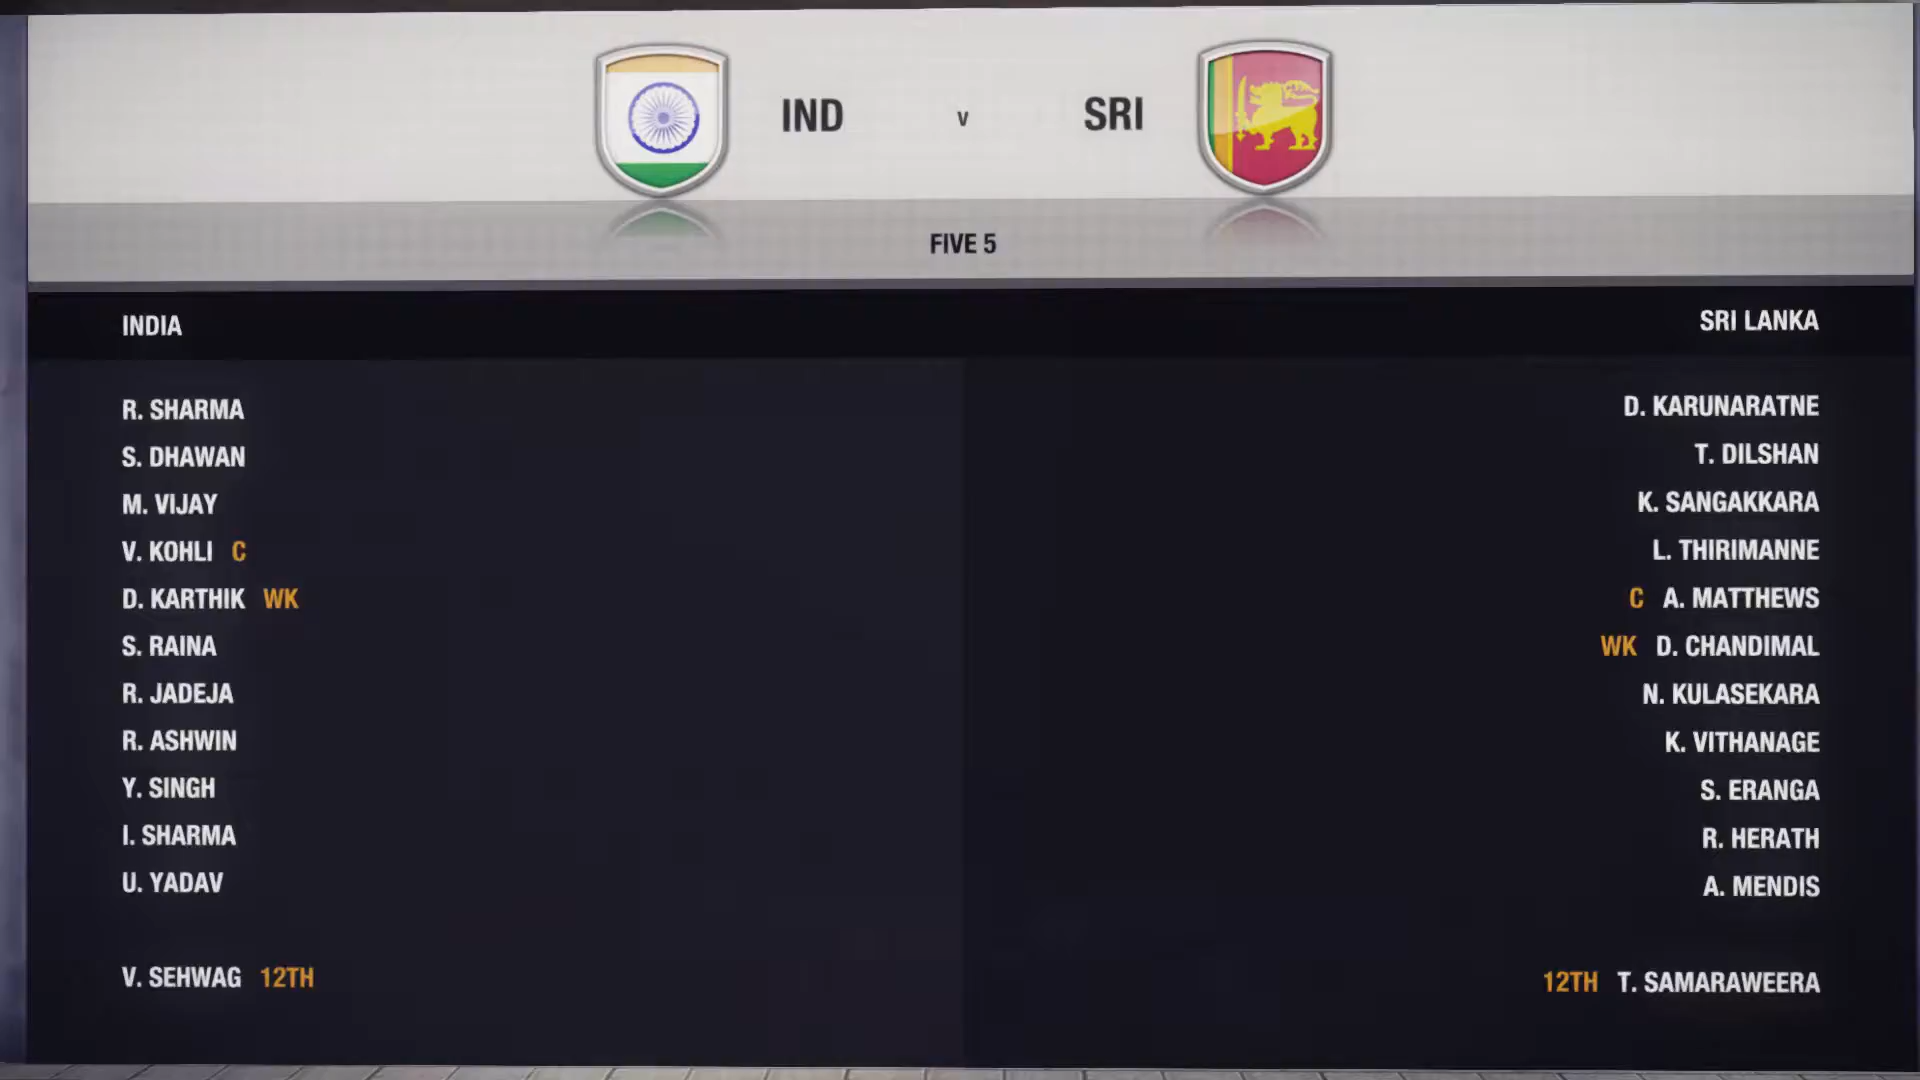 IND v SRI
FIVE 5
INDIA
SRI LANKA
R. SHARMA
S. DHAWAN
M. VIJAY
V. KOHLI C
D. KARTHIK WK
S. RAINA
R. JADEJA
R. ASHWIN
Y. SINGH
I. SHARMA
U. YADAV
V. SEHWAG 12TH
D. KARUNARATNE
T. DILSHAN
K. SANGAKKARA
L. THIRIMANNE
C A. MATTHEWS
WK D. CHANDIMAL
N. KULASEKARA
K. VITHANAGE
S. ERANGA
R. HERATH
A. MENDIS
12TH T. SAMARAWEERA